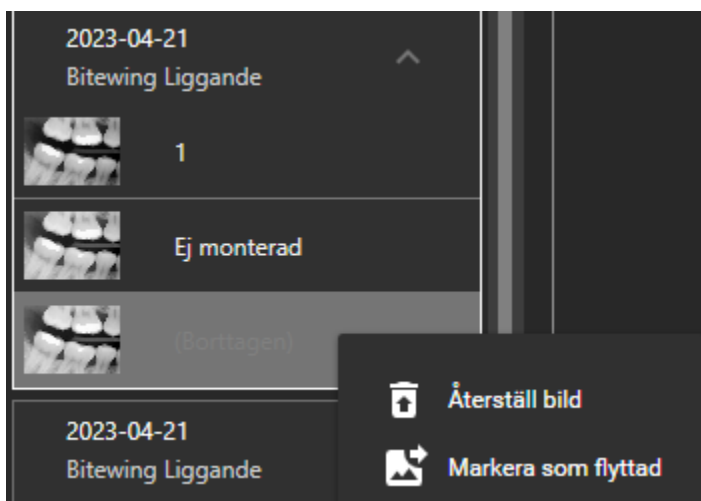 2023-04-21
Bitewing Liggande
1
Ej monterad
(Borttagen)
Återställ bild
2023-04-21
Bitewing Liggande
Markera som flyttad